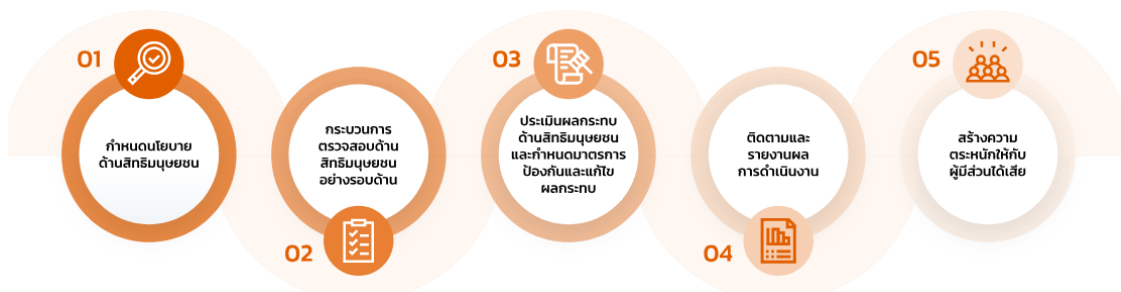 01
กำหนดนโยบาย
ด้านสิทธิมนุษยชน
02
กระบวนการ
ตรวจสอบด้าน
สิทธิมนุษยชน
อย่างรอบด้าน
03
ประเมินผลกระทบ
ด้านสิทธิมนุษยชน
และกำหนดมาตรการ
ป้องกันและแก้ไข
ผลกระทบ
04
ติดตามและ
รายงานผล
การดำเนินงาน
05
สร้างความ
ตระหนักให้กับ
ผู้มีส่วนได้เสีย